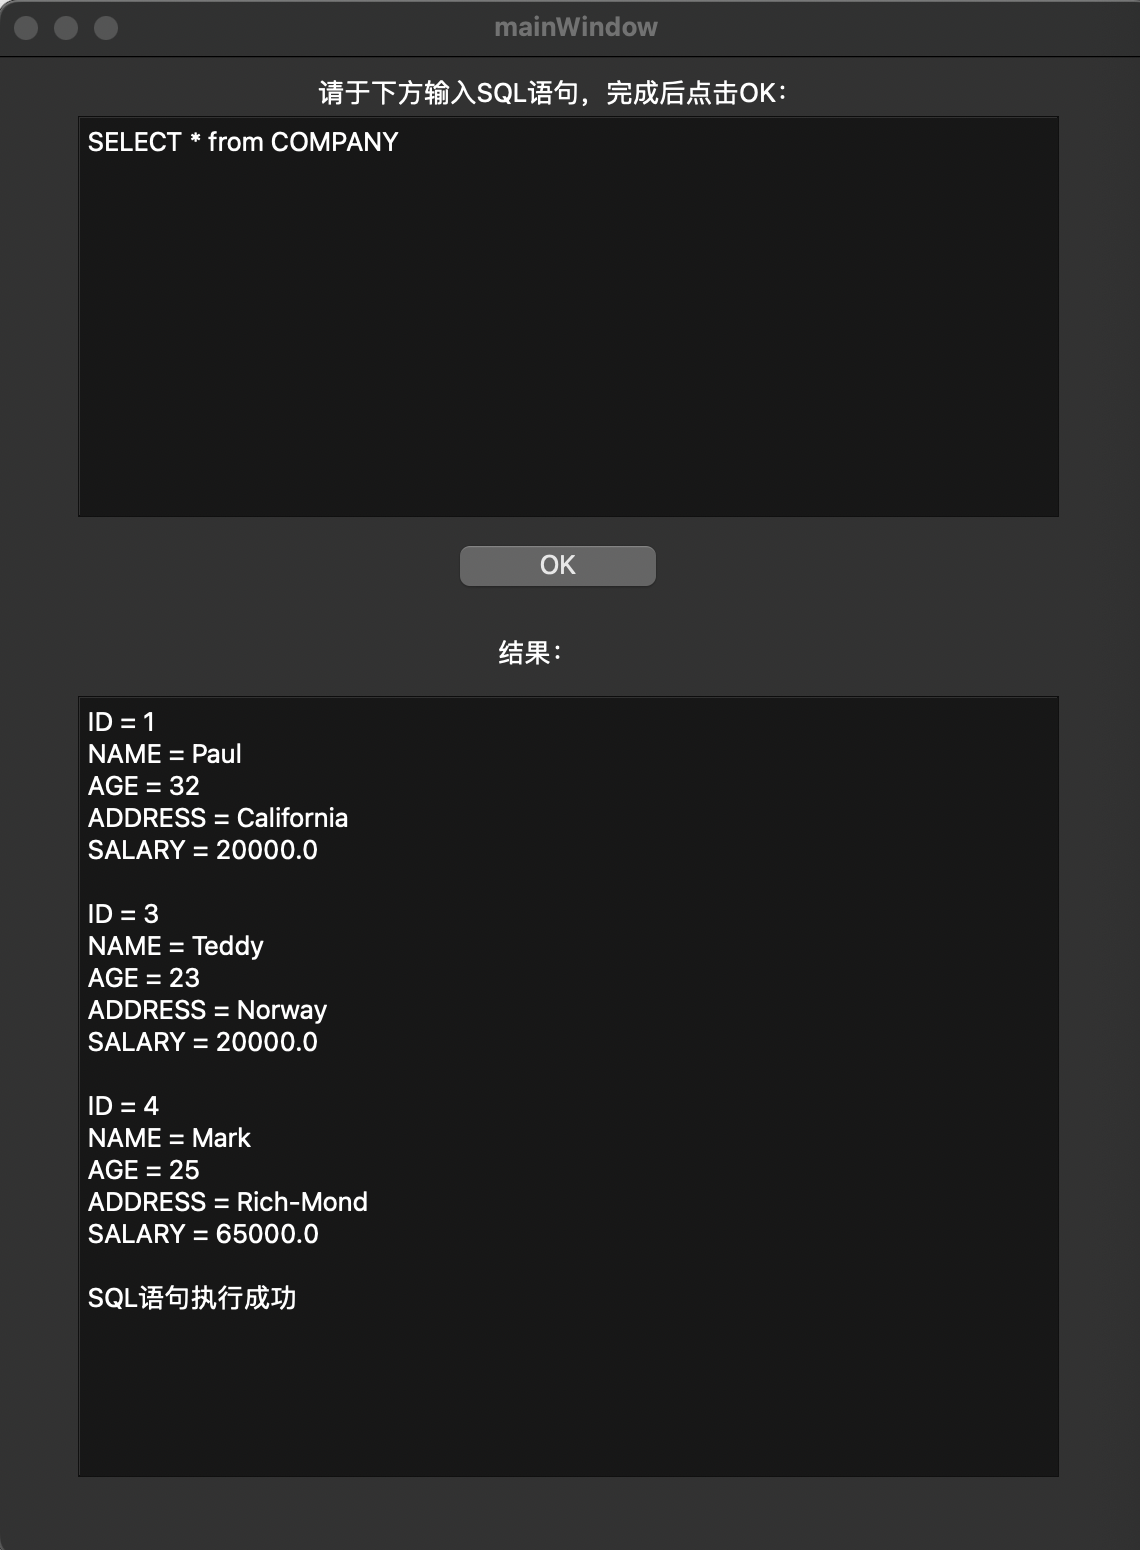 mainWindow
请于下方输入SQL语句，完成后点击OK：
SELECT * from COMPANY
OK
结果：
ID = 1
NAME = Paul
AGE = 32
ADDRESS = California
SALARY = 20000.0
ID = 3
NAME = Teddy
AGE = 23
ADDRESS = Norway
SALARY = 20000.0
ID = 4
NAME = Mark
AGE = 25
ADDRESS = Rich-Mond
SALARY = 65000.0
SQL语句执行成功